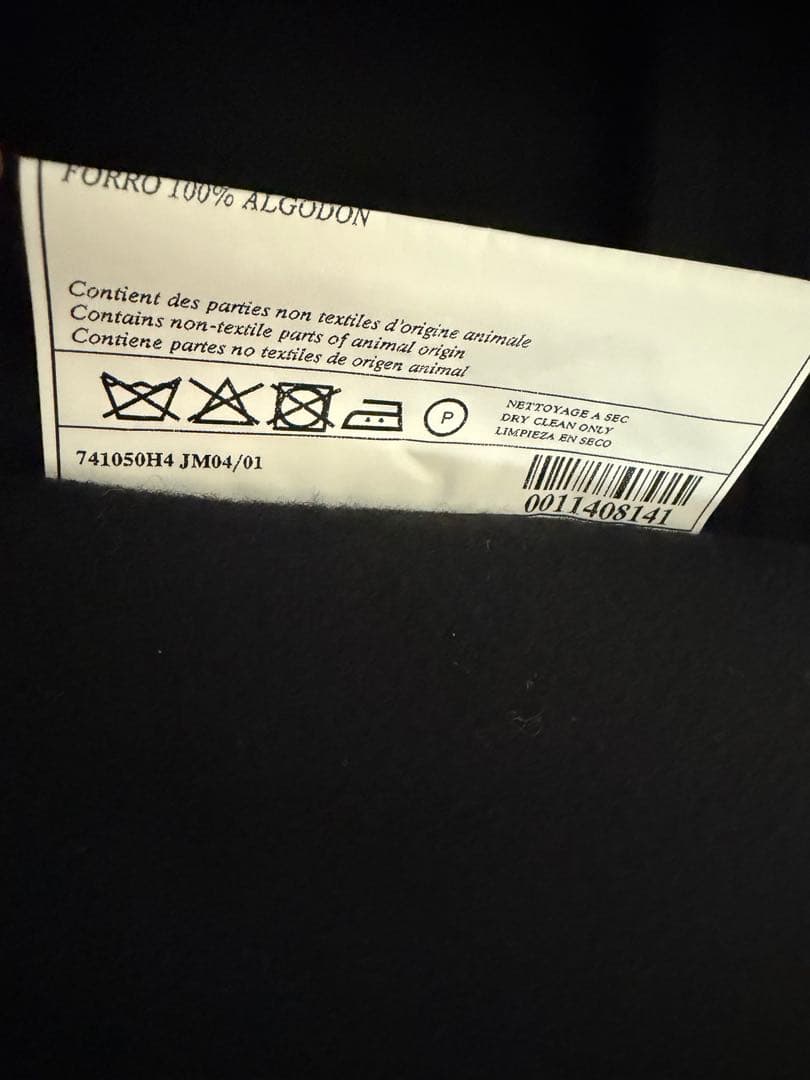 FORRO 100% ALGODON
Contient des parties non textiles d'origine animale
Contains non-textile parts of animal origin
Contiene partes no textiles de origen animal
P
NETTOYAGE A SEC
DRY CLEAN ONLY
LIMPIEZA EN SECO
741050H4 JM04/01
0011408141